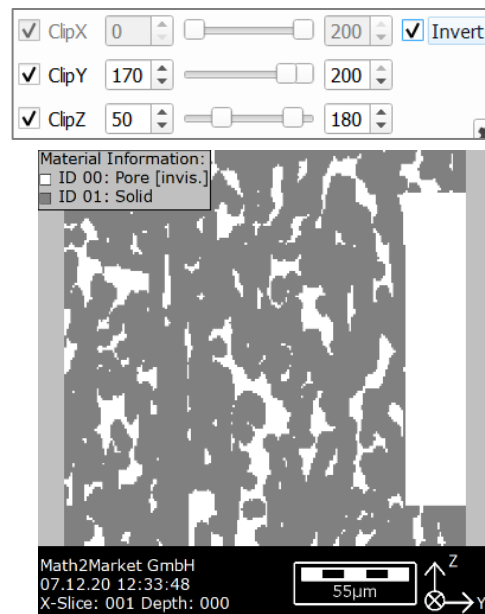 ClipX 0 200 Invert
ClipY 170 200
ClipZ 50 180
Material Information:
ID 00: Pore [invis.]
ID 01: Solid
Math2Market GmbH
07.12.20 12:33:48
X-Slice: 001 Depth: 000
55µm
Z
Y